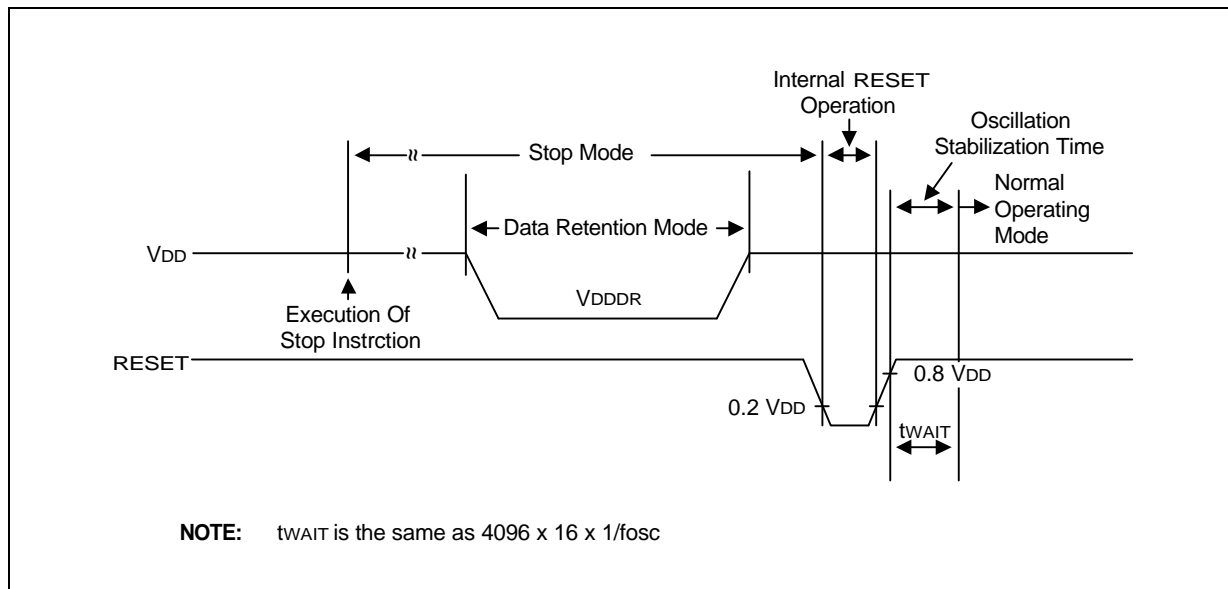 Internal RESET
Operation
Oscillation
Stabilization Time
Stop Mode
Normal
Operating
Mode
Data Retention Mode
VDD
VDDDR
Execution Of
Stop Instrction
RESET
0.8 VDD
0.2 VDD
tWAIT
NOTE: tWAIT is the same as 4096 x 16 x 1/fosc